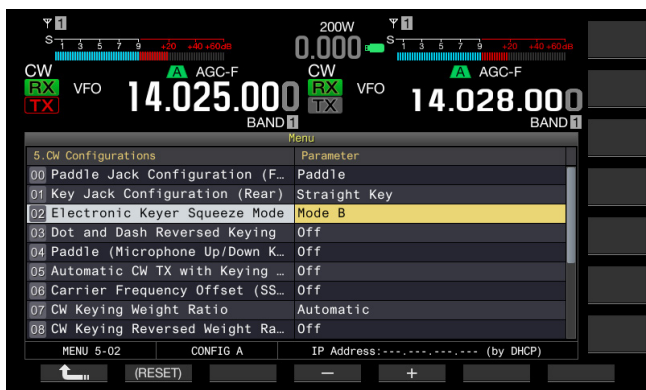 1 200W 1
S 1 3 5 7 9 +20 +40 +60dB 0.000 S 1 3 5 7 9 +20 +40 +60dB
CW A AGC-F CW A AGC-F
RX VFO 14.025.000 RX VFO 14.028.000
TX TX
BAND 1 BAND 1
Menu
5.CW Configurations Parameter
00 Paddle Jack Configuration (F… Paddle
01 Key Jack Configuration (Rear) Straight Key
02 Electronic Keyer Squeeze Mode Mode B
03 Dot and Dash Reversed Keying Off
04 Paddle (Microphone Up/Down K… Off
05 Automatic CW TX with Keying … Off
06 Carrier Frequency Offset (SS… Off
07 CW Keying Weight Ratio Automatic
08 CW Keying Reversed Weight Ra… Off
MENU 5-02 CONFIG A IP Address:---.---.---.--- (by DHCP)
(RESET) − +